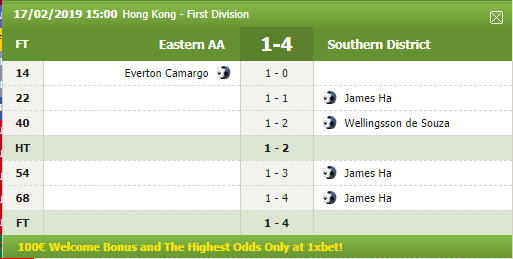 17/02/2019 15:00 Hong Kong - First Division
FT Eastern AA 1-4 Southern District
14 Everton Camargo 1 - 0
22 1 - 1 James Ha
40 1 - 2 Wellingsson de Souza
HT 1 - 2
54 1 - 3 James Ha
68 1 - 4 James Ha
FT 1 - 4
100€ Welcome Bonus and The Highest Odds Only at 1xbet!